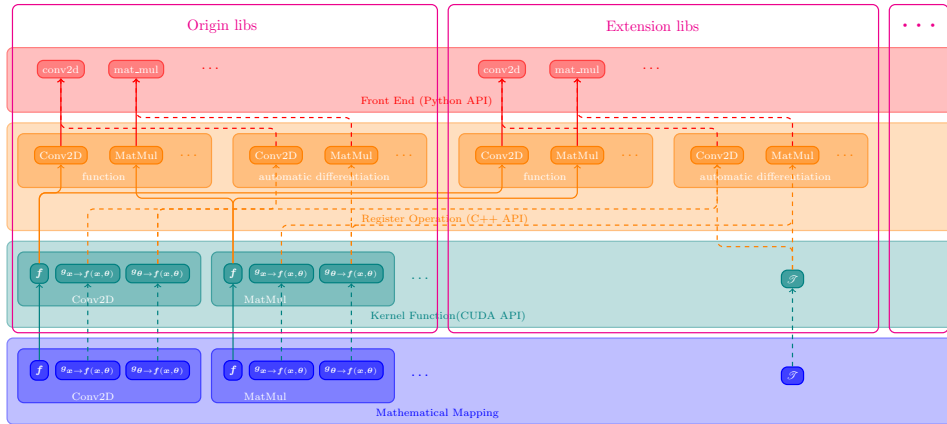 Origin libs Extension libs • • •
conv2d mat_mul ... conv2d mat_mul ...
Front End (Python API)
Conv2D MatMul ... Conv2D MatMul ... Conv2D MatMul ... Conv2D MatMul ...
function automatic differentiation function automatic differentiation
Register Operation (C++ API)
f g_{x→f(x,θ)} g_{θ→f(x,θ)} f g_{x→f(x,θ)} g_{θ→f(x,θ)} ... 𝒯
Conv2D MatMul
Kernel Function(CUDA API)
f g_{x→f(x,θ)} g_{θ→f(x,θ)} f g_{x→f(x,θ)} g_{θ→f(x,θ)} ... 𝒯
Conv2D MatMul
Mathematical Mapping